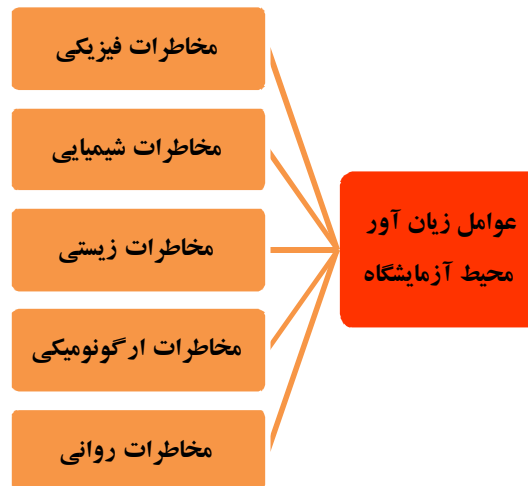 عوامل زیان آور
محیط آزمایشگاه
مخاطرات فیزیکی
مخاطرات شیمیایی
مخاطرات زیستی
مخاطرات ارگونومیکی
مخاطرات روانی